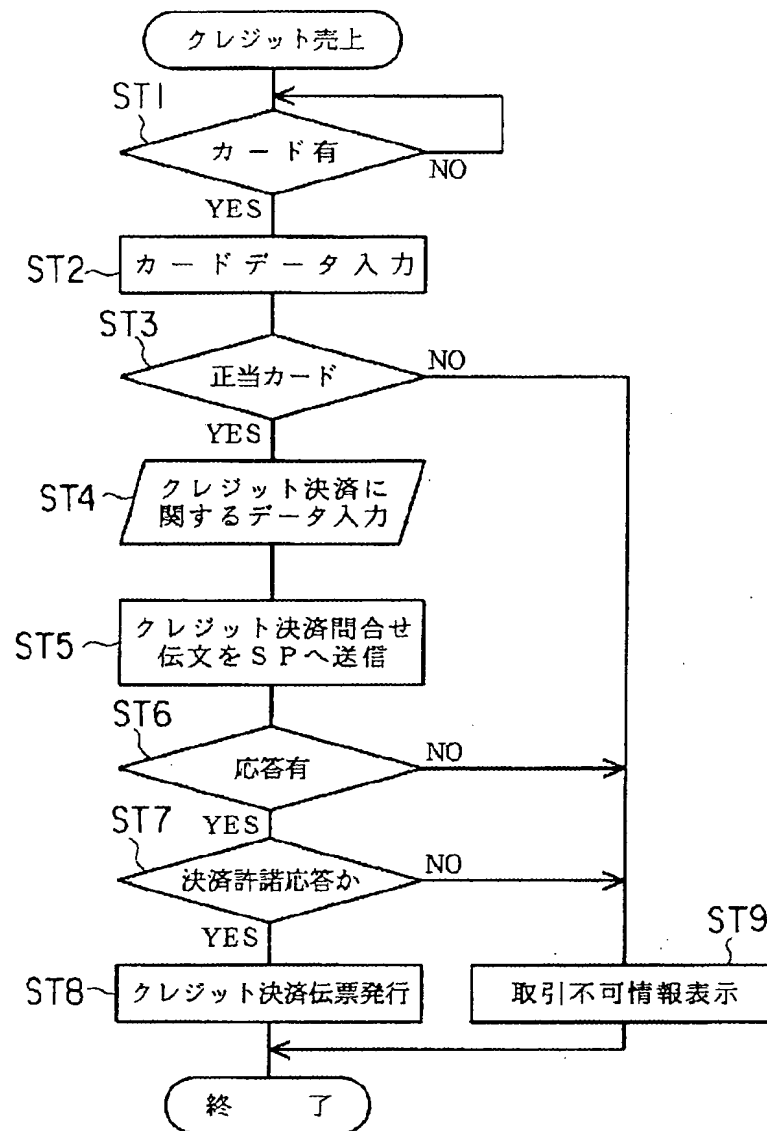 クレジット売上
ST1
カード有
NO
YES
ST2
カードデータ入力
ST3
正当カード
NO
YES
ST4
クレジット決済に
関するデータ入力
ST5
クレジット決済問合せ
伝文をSPへ送信
ST6
応答有
NO
YES
ST7
決済許諾応答か
NO
YES
ST8
クレジット決済伝票発行
ST9
取引不可情報表示
終了